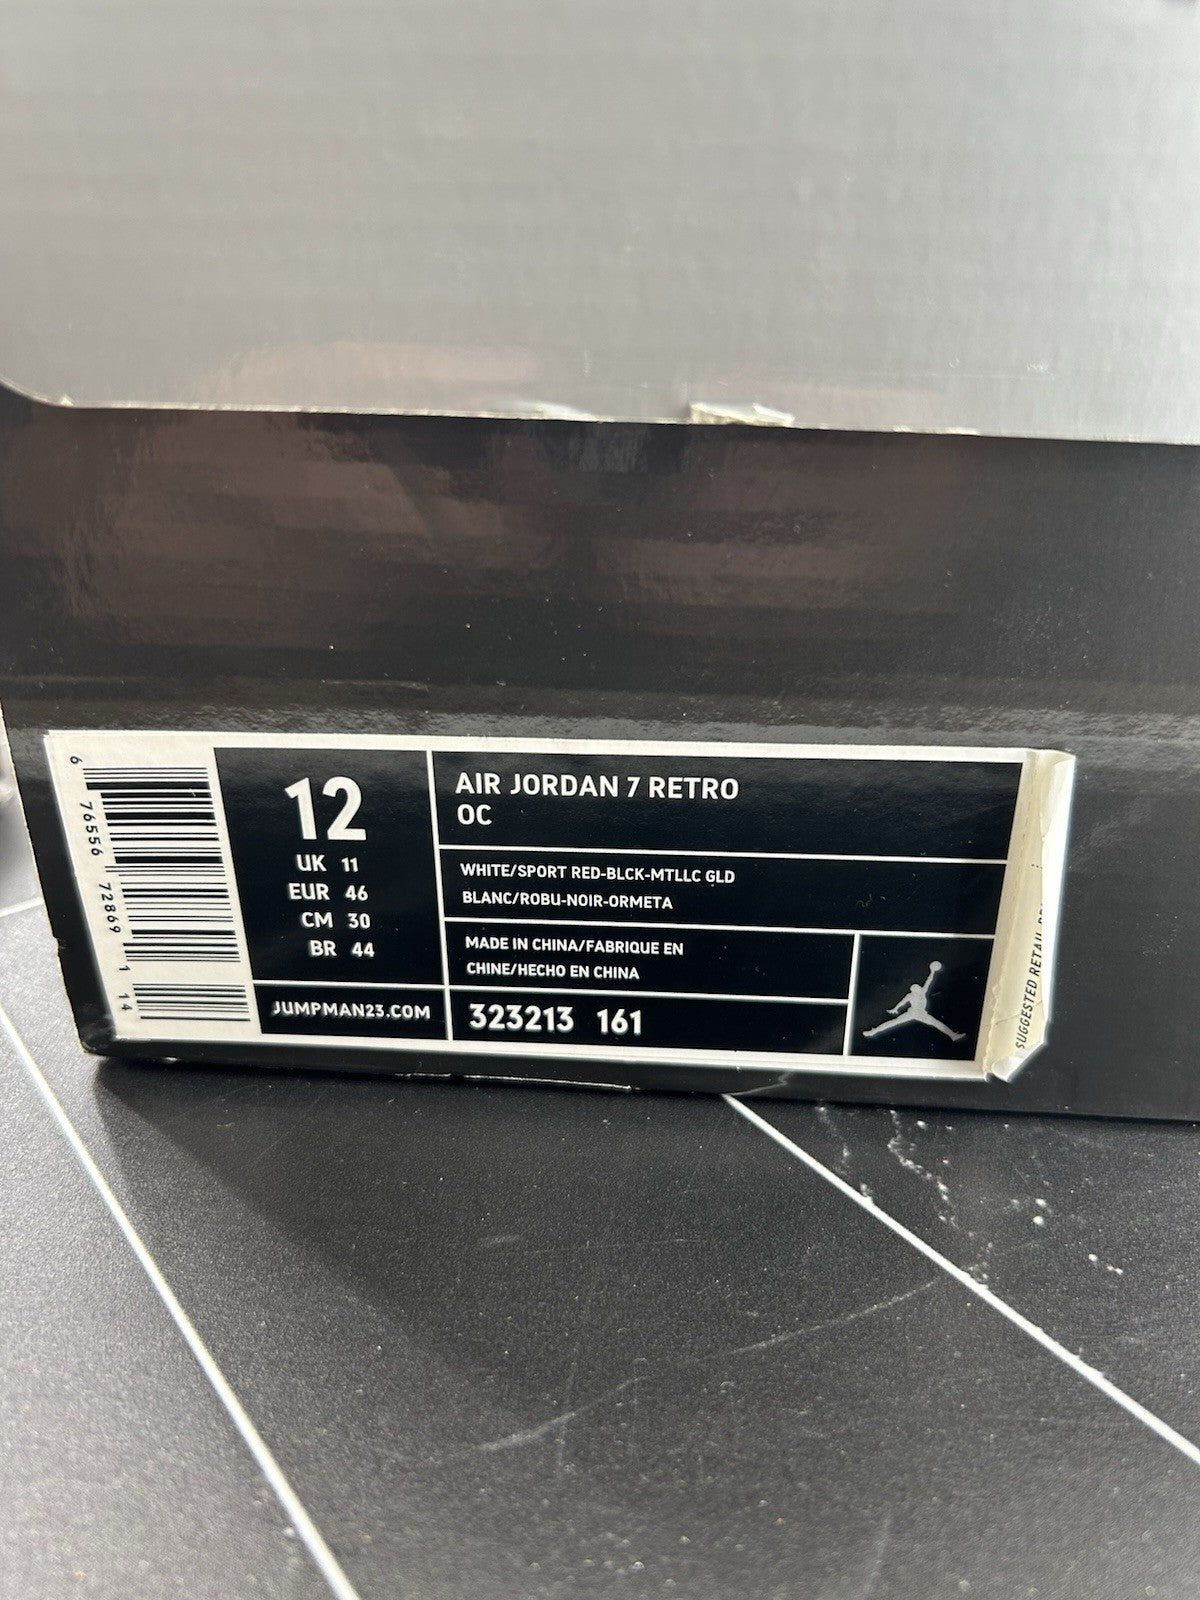 6 76556 72869 1 14
12
UK 11
EUR 46
CM 30
BR 44
JUMPMAN23.COM
AIR JORDAN 7 RETRO
OC
WHITE/SPORT RED-BLCK-MTLLC GLD
BLANC/ROBU-NOIR-ORMETA
MADE IN CHINA/FABRIQUE EN
CHINE/HECHO EN CHINA
323213 161
SUGGESTED RETAIL